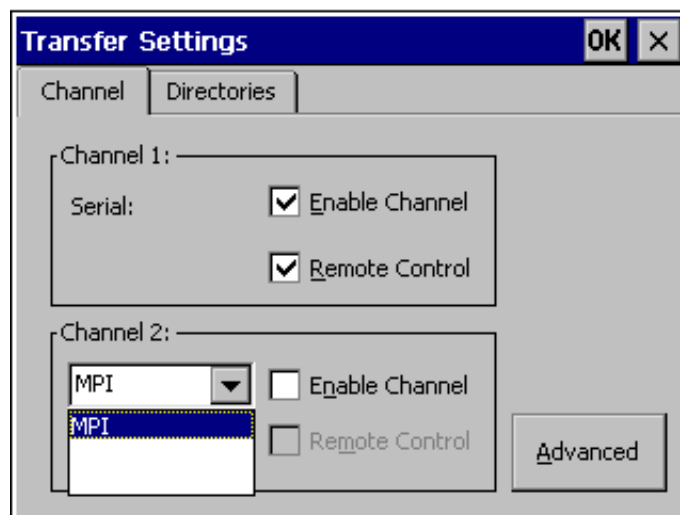 Transfer Settings OK ×
Channel Directories
Channel 1:
Serial: Enable Channel
Remote Control
Channel 2:
MPI Enable Channel
MPI
Remote Control
Advanced